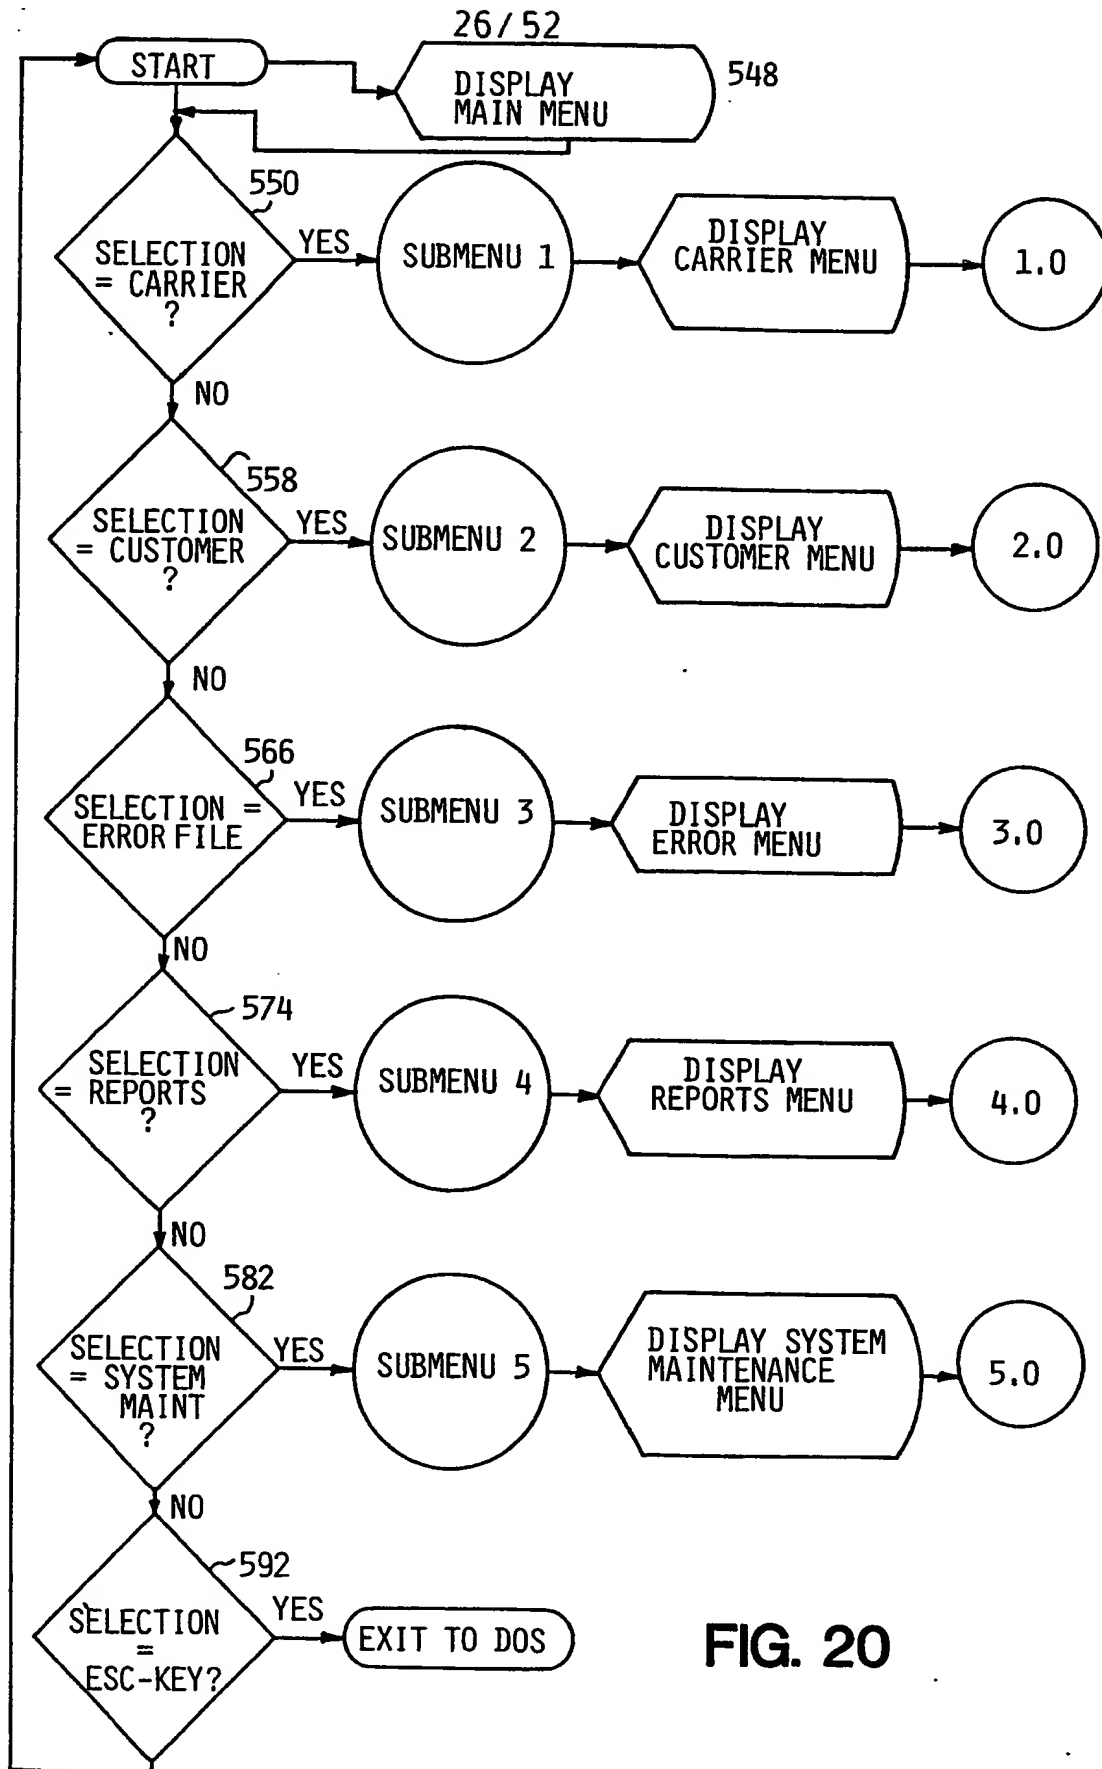 26/52
START
DISPLAY
MAIN MENU
548
550
SELECTION
= CARRIER
?
YES
SUBMENU 1
DISPLAY
CARRIER MENU
1.0
NO
558
SELECTION
= CUSTOMER
?
YES
SUBMENU 2
DISPLAY
CUSTOMER MENU
2.0
NO
566
SELECTION =
ERROR FILE
YES
SUBMENU 3
DISPLAY
ERROR MENU
3.0
NO
574
SELECTION
= REPORTS
?
YES
SUBMENU 4
DISPLAY
REPORTS MENU
4.0
NO
582
SELECTION
= SYSTEM
MAINT
?
YES
SUBMENU 5
DISPLAY SYSTEM
MAINTENANCE
MENU
5.0
NO
592
SELECTION
=
ESC-KEY?
YES
EXIT TO DOS
FIG. 20